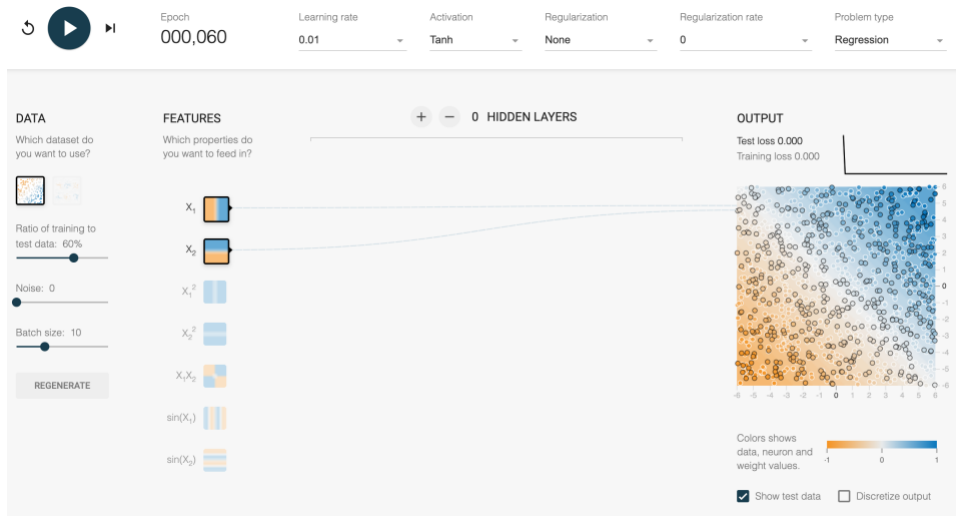 Epoch
000,060
Learning rate
0.01
Activation
Tanh
Regularization
None
Regularization rate
0
Problem type
Regression
DATA
Which dataset do
you want to use?
Ratio of training to
test data: 60%
Noise: 0
Batch size: 10
REGENERATE
FEATURES
Which properties do
you want to feed in?
X₁
X₂
X₁²
X₂²
X₁X₂
sin(X₁)
sin(X₂)
+ − 0 HIDDEN LAYERS
OUTPUT
Test loss 0.000
Training loss 0.000
6
5
4
3
2
1
0
-1
-2
-3
-4
-5
-6
-6 -5 -4 -3 -2 -1 0 1 2 3 4 5 6
Colors shows
data, neuron and
weight values.
-1 0 1
Show test data
Discretize output